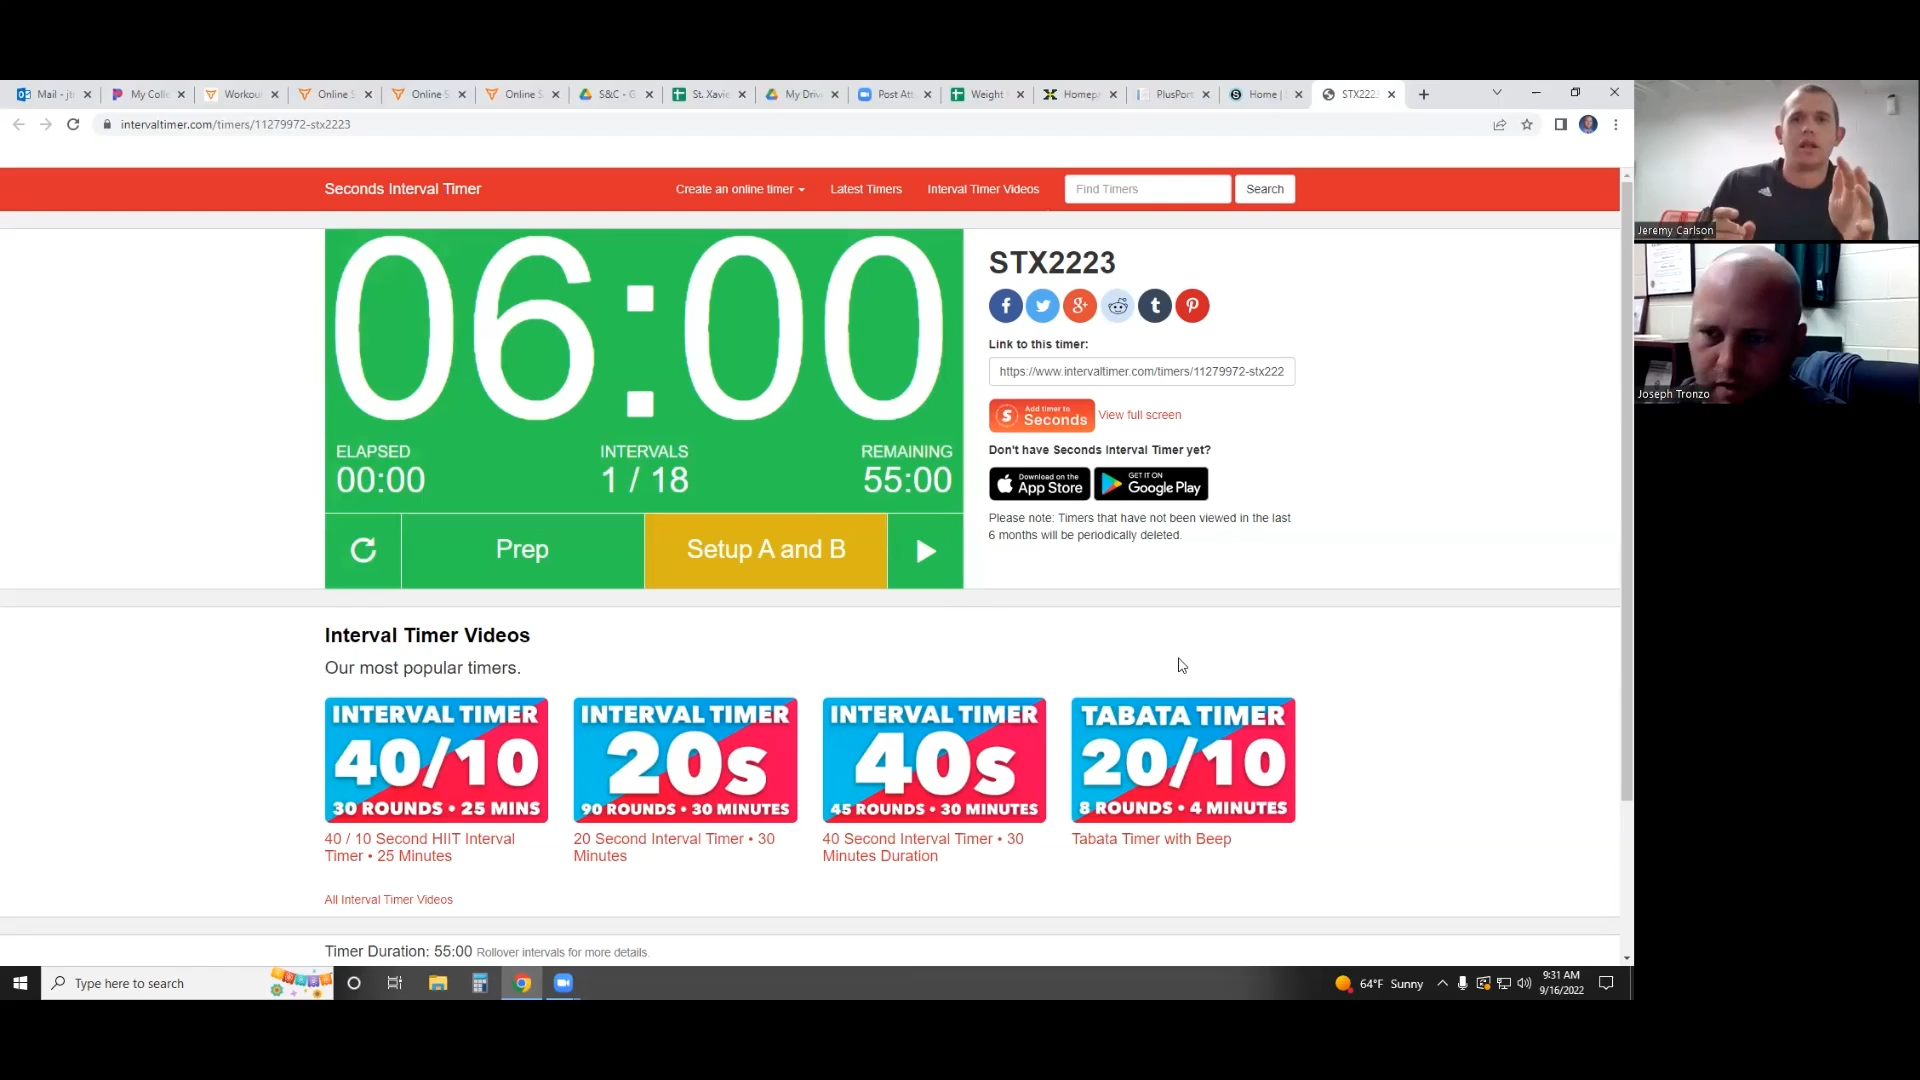 Mail - jt
My Coll
Workou
Online S
Online S
Online S
S&C - G
St. Xavie
My Driv
Post Att
Weight
Homep
PlusPort
Home |
STX222
intervaltimer.com/timers/11279972-stx2223
Seconds Interval Timer
Create an online timer
Latest Timers
Interval Timer Videos
Find Timers
Search
06:00
ELAPSED
INTERVALS
REMAINING
00:00
1 / 18
55:00
Prep
Setup A and B
STX2223
Link to this timer:
https://www.intervaltimer.com/timers/11279972-stx222
Add timer to
Seconds
View full screen
Don't have Seconds Interval Timer yet?
Download on the
App Store
GET IT ON
Google Play
Please note: Timers that have not been viewed in the last
6 months will be periodically deleted.
Interval Timer Videos
Our most popular timers.
INTERVAL TIMER
40/10
30 ROUNDS • 25 MINS
INTERVAL TIMER
20s
90 ROUNDS • 30 MINUTES
INTERVAL TIMER
40s
45 ROUNDS • 30 MINUTES
TABATA TIMER
20/10
8 ROUNDS • 4 MINUTES
40 / 10 Second HIIT Interval
Timer • 25 Minutes
20 Second Interval Timer • 30
Minutes
40 Second Interval Timer • 30
Minutes Duration
Tabata Timer with Beep
All Interval Timer Videos
Timer Duration: 55:00 Rollover intervals for more details.
Type here to search
64°F Sunny
9:31 AM
9/16/2022
Jeremy Carlson
Joseph Tronzo